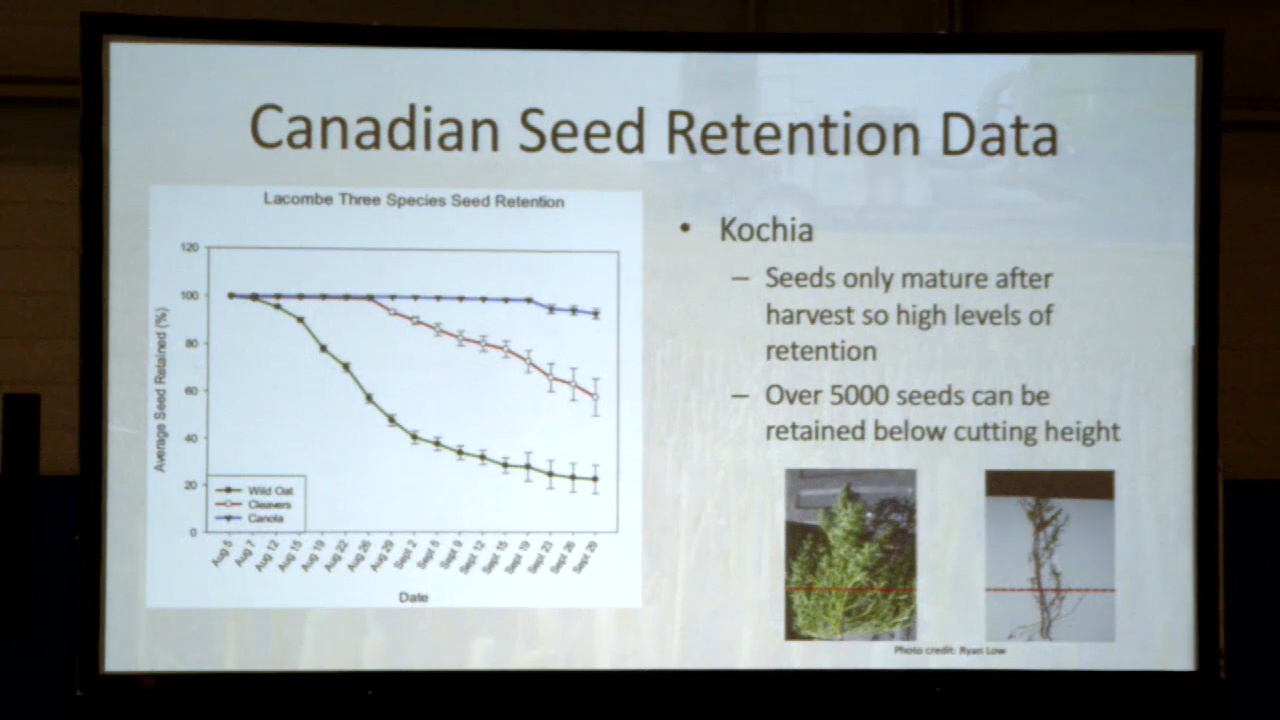 Canadian Seed Retention Data
Lacombe Three Species Seed Retention
120
100
80
60
40
20
0
Average Seed Retained (%)
Wild Oat
Cleavers
Canola
Aug 5
Aug 7
Aug 12
Aug 15
Aug 19
Aug 22
Aug 26
Aug 29
Sept 2
Sept 9
Sept 12
Sept 15
Sept 19
Sept 23
Sept 26
Sept 29
Date
• Kochia
– Seeds only mature after
harvest so high levels of
retention
– Over 5000 seeds can be
retained below cutting height
Photo credit: Ryan Low